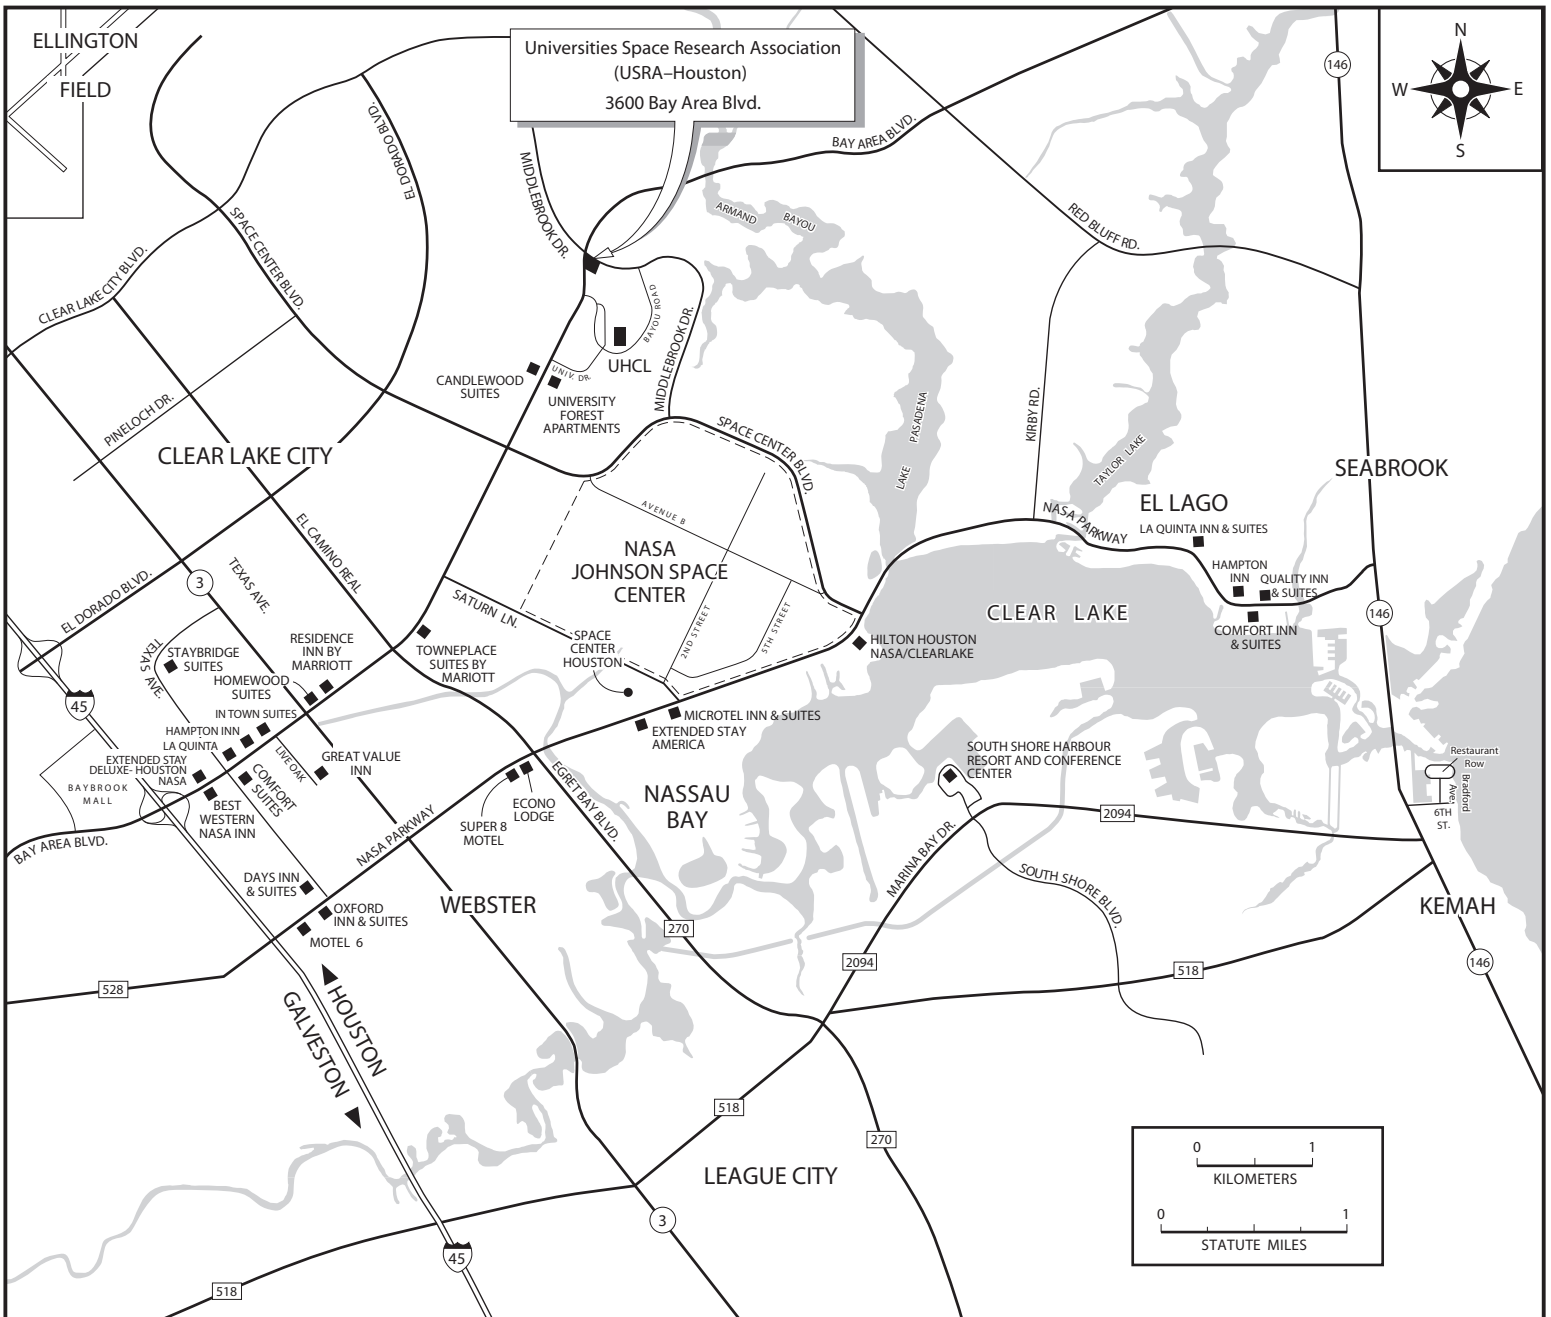 ELLINGTON
FIELD
Universities Space Research Association
(USRA–Houston)
3600 Bay Area Blvd.
146
N
W
E
S
EL DORADO BLVD.
MIDDLEBROOK DR.
BAY AREA BLVD.
ARMAND BAYOU
RED BLUFF RD.
SPACE CENTER BLVD.
CLEAR LAKE CITY BLVD.
BAYOU ROAD
MIDDLEBROOK DR.
UHCL
CANDLEWOOD
SUITES
UNIV. DR.
UNIVERSITY
FOREST
APARTMENTS
PINELOCH DR.
CLEAR LAKE CITY
SPACE CENTER BLVD.
LAKE PASADENA
KIRBY RD.
TAYLOR LAKE
SEABROOK
EL LAGO
LA QUINTA INN & SUITES
NASA PARKWAY
AVENUE B
NASA
JOHNSON SPACE
CENTER
EL CAMINO REAL
HAMPTON
INN
QUALITY INN
& SUITES
CLEAR LAKE
COMFORT INN
& SUITES
146
3
TEXAS AVE.
EL DORADO BLVD.
SATURN LN.
2ND STREET
5TH STREET
SPACE
CENTER
HOUSTON
HILTON HOUSTON
NASA/CLEARLAKE
TEXAS AVE.
STAYBRIDGE
SUITES
RESIDENCE
INN BY
MARRIOTT
TOWNEPLACE
SUITES BY
MARIOTT
HOMEWOOD
SUITES
45
IN TOWN SUITES
HAMPTON INN
LA QUINTA
EXTENDED STAY
DELUXE- HOUSTON
NASA
MICROTEL INN & SUITES
EXTENDED STAY
AMERICA
LIVE OAK
GREAT VALUE
INN
BAYBROOK
MALL
COMFORT
SUITES
BEST
WESTERN
NASA INN
SOUTH SHORE HARBOUR
RESORT AND CONFERENCE
CENTER
Restaurant
Row
Bradford
Ave.
6TH
ST.
ECONO
LODGE
SUPER 8
MOTEL
EGRET BAY BLVD.
NASSAU
BAY
2094
BAY AREA BLVD.
NASA PARKWAY
MARINA BAY DR.
SOUTH SHORE BLVD.
DAYS INN
& SUITES
OXFORD
INN & SUITES
MOTEL 6
WEBSTER
KEMAH
270
2094
518
146
528
HOUSTON
GALVESTON
518
270
LEAGUE CITY
3
45
518
0 1
KILOMETERS
0 1
STATUTE MILES